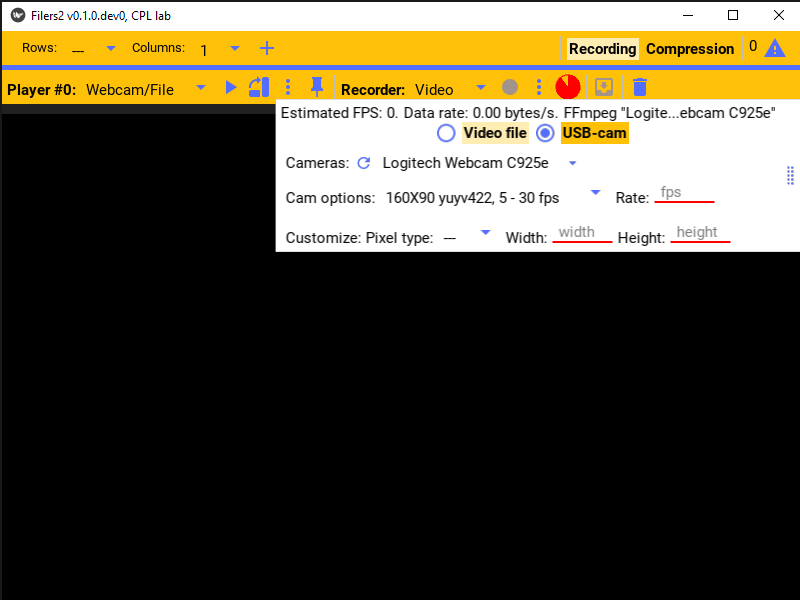 Filers2 v0.1.0.dev0, CPL lab
Rows: --- Columns: 1 Recording Compression 0
Player #0: Webcam/File Recorder: Video
Estimated FPS: 0. Data rate: 0.00 bytes/s. FFmpeg "Logite...ebcam C925e"
Video file USB-cam
Cameras: Logitech Webcam C925e
Cam options: 160X90 yuyv422, 5 - 30 fps Rate: fps
Customize: Pixel type: --- Width: width Height: height